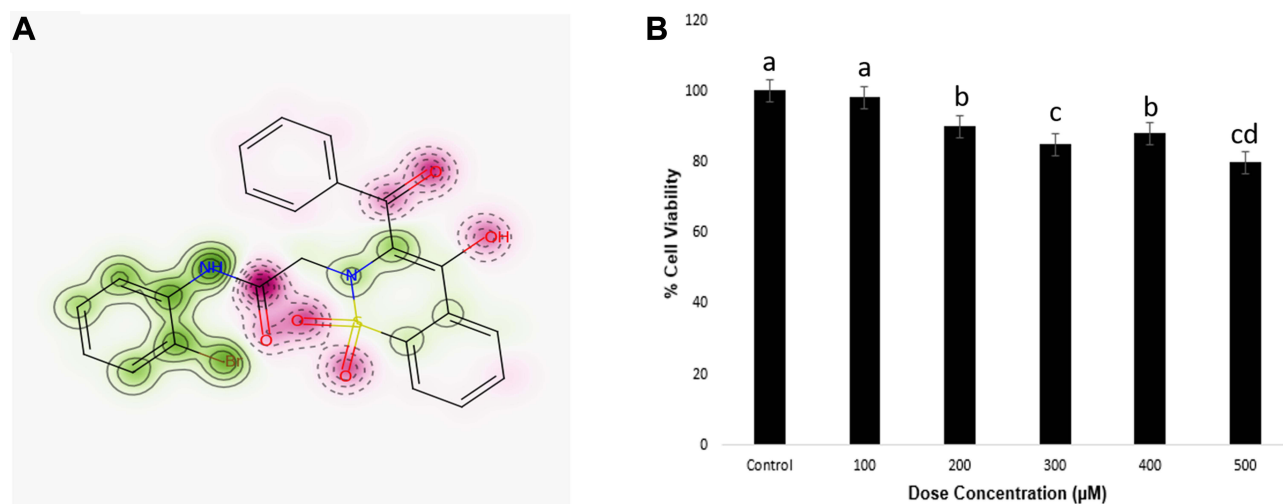 A
O
OH
NH
N
O
S
O
Br
O
B
120
100
80
60
40
20
0
% Cell Viability
a
a
b
c
b
cd
Control
100
200
300
400
500
Dose Concentration (µM)